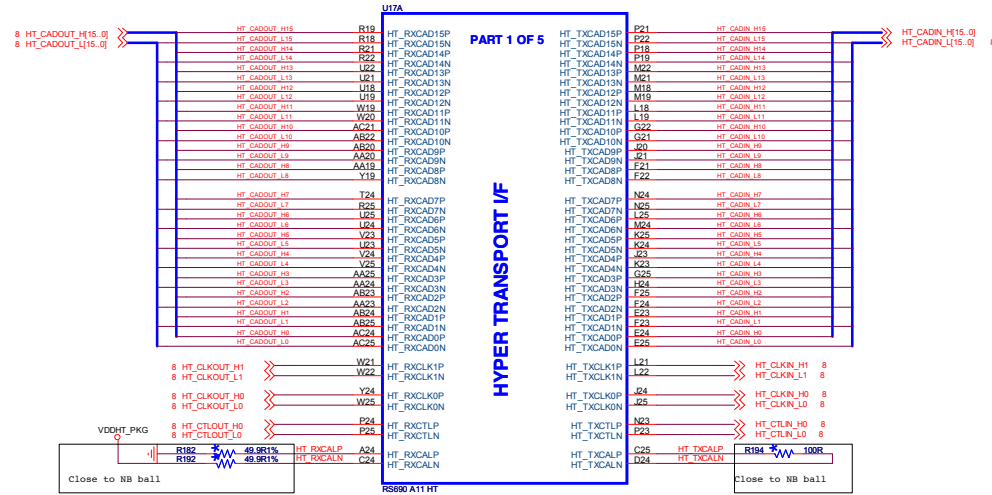 U17A
PART 1 OF 5
HYPER TRANSPORT I/F
8 HT_CADOUT_H[15..0]
8 HT_CADOUT_L[15..0]
HT_CADIN_H[15..0]
HT_CADIN_L[15..0] 8
HT_CADOUT_H15 R19 HT_RXCAD15P HT_TXCAD15P P21 HT_CADIN_H15
HT_CADOUT_L15 R18 HT_RXCAD15N HT_TXCAD15N P22 HT_CADIN_L15
HT_CADOUT_H14 R21 HT_RXCAD14P HT_TXCAD14P P18 HT_CADIN_H14
HT_CADOUT_L14 R22 HT_RXCAD14N HT_TXCAD14N P19 HT_CADIN_L14
HT_CADOUT_H13 U22 HT_RXCAD13P HT_TXCAD13P M22 HT_CADIN_H13
HT_CADOUT_L13 U21 HT_RXCAD13N HT_TXCAD13N M21 HT_CADIN_L13
HT_CADOUT_H12 U18 HT_RXCAD12P HT_TXCAD12P M18 HT_CADIN_H12
HT_CADOUT_L12 U19 HT_RXCAD12N HT_TXCAD12N M19 HT_CADIN_L12
HT_CADOUT_H11 W19 HT_RXCAD11P HT_TXCAD11P L18 HT_CADIN_H11
HT_CADOUT_L11 W20 HT_RXCAD11N HT_TXCAD11N L19 HT_CADIN_L11
HT_CADOUT_H10 AC21 HT_RXCAD10P HT_TXCAD10P G22 HT_CADIN_H10
HT_CADOUT_L10 AB22 HT_RXCAD10N HT_TXCAD10N G21 HT_CADIN_L10
HT_CADOUT_H9 AB20 HT_RXCAD9P HT_TXCAD9P J20 HT_CADIN_H9
HT_CADOUT_L9 AA20 HT_RXCAD9N HT_TXCAD9N J21 HT_CADIN_L9
HT_CADOUT_H8 AA19 HT_RXCAD8P HT_TXCAD8P F21 HT_CADIN_H8
HT_CADOUT_L8 Y19 HT_RXCAD8N HT_TXCAD8N F22 HT_CADIN_L8
HT_CADOUT_H7 T24 HT_RXCAD7P HT_TXCAD7P N24 HT_CADIN_H7
HT_CADOUT_L7 R25 HT_RXCAD7N HT_TXCAD7N N25 HT_CADIN_L7
HT_CADOUT_H6 U25 HT_RXCAD6P HT_TXCAD6P L25 HT_CADIN_H6
HT_CADOUT_L6 U24 HT_RXCAD6N HT_TXCAD6N M24 HT_CADIN_L6
HT_CADOUT_H5 V23 HT_RXCAD5P HT_TXCAD5P K25 HT_CADIN_H5
HT_CADOUT_L5 U23 HT_RXCAD5N HT_TXCAD5N K24 HT_CADIN_L5
HT_CADOUT_H4 V24 HT_RXCAD4P HT_TXCAD4P J23 HT_CADIN_H4
HT_CADOUT_L4 V25 HT_RXCAD4N HT_TXCAD4N K23 HT_CADIN_L4
HT_CADOUT_H3 AA25 HT_RXCAD3P HT_TXCAD3P G25 HT_CADIN_H3
HT_CADOUT_L3 AA24 HT_RXCAD3N HT_TXCAD3N H24 HT_CADIN_L3
HT_CADOUT_H2 AB23 HT_RXCAD2P HT_TXCAD2P F25 HT_CADIN_H2
HT_CADOUT_L2 AA23 HT_RXCAD2N HT_TXCAD2N F24 HT_CADIN_L2
HT_CADOUT_H1 AB24 HT_RXCAD1P HT_TXCAD1P E23 HT_CADIN_H1
HT_CADOUT_L1 AB25 HT_RXCAD1N HT_TXCAD1N F23 HT_CADIN_L1
HT_CADOUT_H0 AC24 HT_RXCAD0P HT_TXCAD0P E24 HT_CADIN_H0
HT_CADOUT_L0 AC25 HT_RXCAD0N HT_TXCAD0N E25 HT_CADIN_L0
8 HT_CLKOUT_H1 W21 HT_RXCLK1P HT_TXCLK1P L21 HT_CLKIN_H1 8
8 HT_CLKOUT_L1 W22 HT_RXCLK1N HT_TXCLK1N L22 HT_CLKIN_L1 8
8 HT_CLKOUT_H0 Y24 HT_RXCLK0P HT_TXCLK0P J24 HT_CLKIN_H0 8
8 HT_CLKOUT_L0 W25 HT_RXCLK0N HT_TXCLK0N J25 HT_CLKIN_L0 8
8 HT_CTLOUT_H0 P24 HT_RXCTLP HT_TXCTLP N23 HT_CTLIN_H0 8
8 HT_CTLOUT_L0 P25 HT_RXCTLN HT_TXCTLN P23 HT_CTLIN_L0 8
VDDHT_PKG
R182 * 49.9R1% HT_RXCALP A24 HT_RXCALP HT_TXCALP C25 HT_TXCALP R194 * 100R
R192 * 49.9R1% HT_RXCALN C24 HT_RXCALN HT_TXCALN D24 HT_TXCALN
Close to NB ball
Close to NB ball
RS690 A11 HT